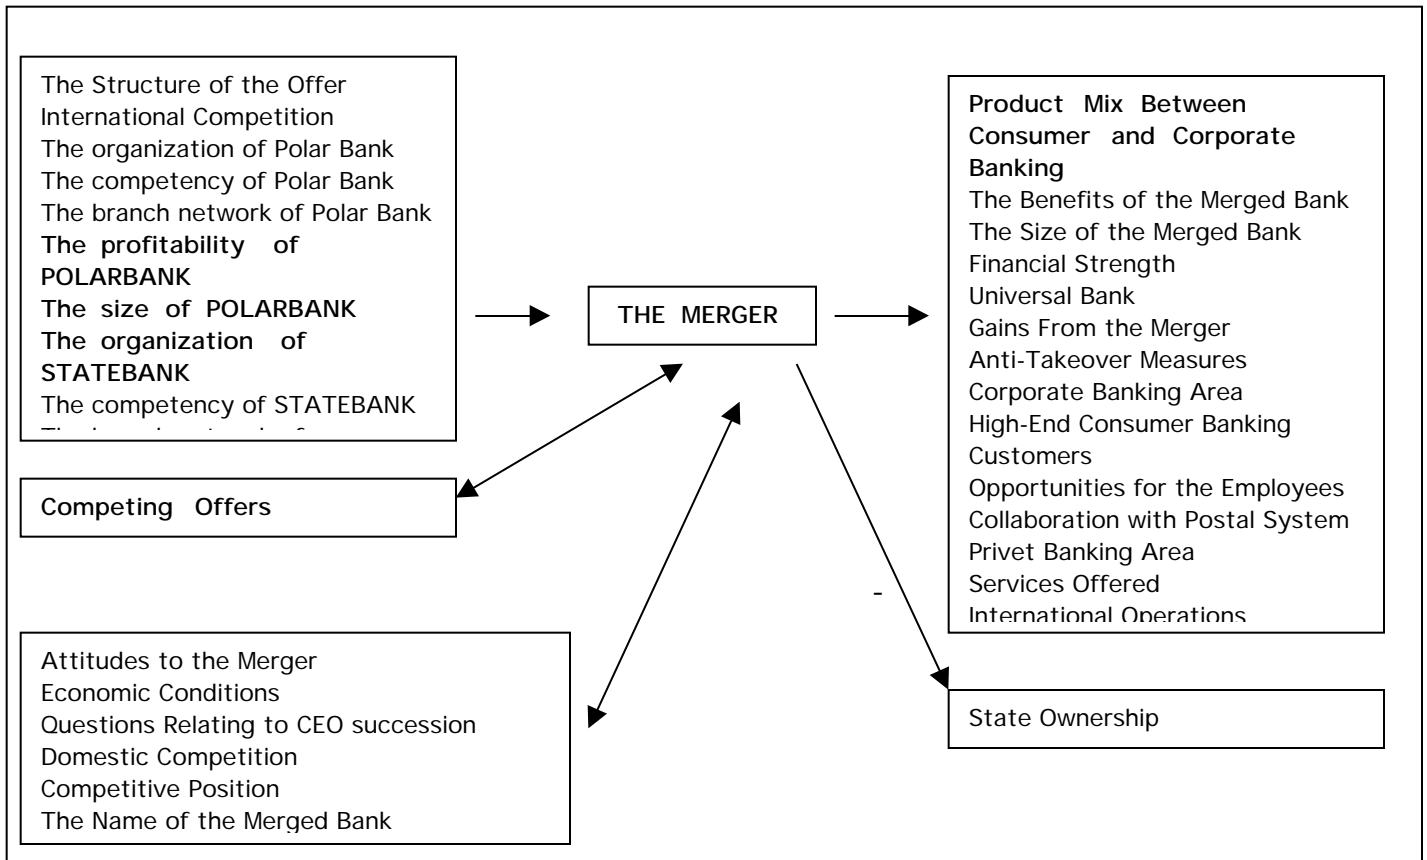 The Structure of the Offer
International Competition
The organization of Polar Bank
The competency of Polar Bank
The branch network of Polar Bank
The profitability of
POLARBANK
The size of POLARBANK
The organization of
STATEBANK
The competency of STATEBANK
Competing Offers
Attitudes to the Merger
Economic Conditions
Questions Relating to CEO succession
Domestic Competition
Competitive Position
The Name of the Merged Bank
THE MERGER
-
Product Mix Between
Consumer and Corporate
Banking
The Benefits of the Merged Bank
The Size of the Merged Bank
Financial Strength
Universal Bank
Gains From the Merger
Anti-Takeover Measures
Corporate Banking Area
High-End Consumer Banking
Customers
Opportunities for the Employees
Collaboration with Postal System
Privet Banking Area
Services Offered
International Operations
State Ownership